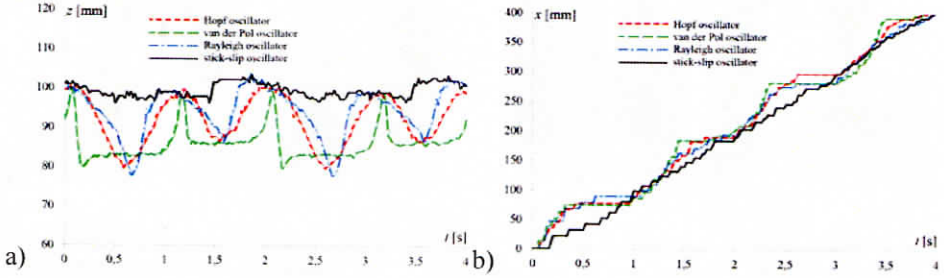 120 z [mm]
Hopf oscillator
van der Pol oscillator
Rayleigh oscillator
stick-slip oscillator
100
90
80
70
60
t [s]
0 0,5 1 1,5 2 2,5 3 3,5 4
a)
400 x [mm]
Hopf oscillator
van der Pol oscillator
Rayleigh oscillator
stick-slip oscillator
350
300
250
200
150
100
50
0
t [s]
0 0,5 1 1,5 2 2,5 3 3,5 4
b)